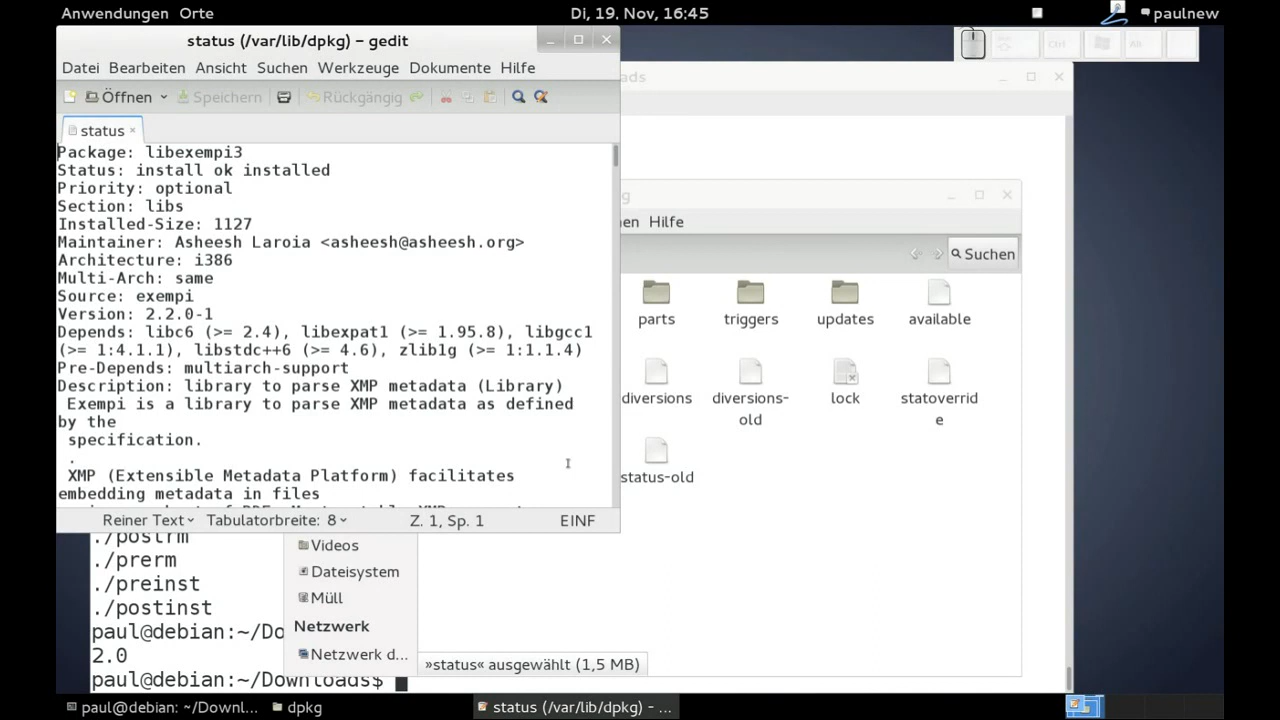 Anwendungen Orte
Di, 19. Nov, 16:45
paulnew
status (/var/lib/dpkg) – gedit
Datei Bearbeiten Ansicht Suchen Werkzeuge Dokumente Hilfe
Öffnen Speichern Rückgängig
status
Package: libexempi3
Status: install ok installed
Priority: optional
Section: libs
Installed-Size: 1127
Maintainer: Asheesh Laroia <asheesh@asheesh.org>
Architecture: i386
Multi-Arch: same
Source: exempi
Version: 2.2.0-1
Depends: libc6 (>= 2.4), libexpat1 (>= 1.95.8), libgcc1
(>= 1:4.1.1), libstdc++6 (>= 4.6), zlib1g (>= 1:1.1.4)
Pre-Depends: multiarch-support
Description: library to parse XMP metadata (Library)
Exempi is a library to parse XMP metadata as defined
by the
specification.
.
XMP (Extensible Metadata Platform) facilitates
embedding metadata in files
Reiner Text Tabulatorbreite: 8 Z. 1, Sp. 1 EINF
Ctrl
Alt
ads
kg
en Hilfe
Suchen
parts triggers updates available
diversions diversions-
old lock statoverrid
e
status-old
./postrm
./prerm
./preinst
./postinst
paul@debian:~/Do
2.0
paul@debian:~/Downloads$
Videos
Dateisystem
Müll
Netzwerk
Netzwerk d...
»status« ausgewählt (1,5 MB)
paul@debian: ~/Downl... dpkg status (/var/lib/dpkg) – ...